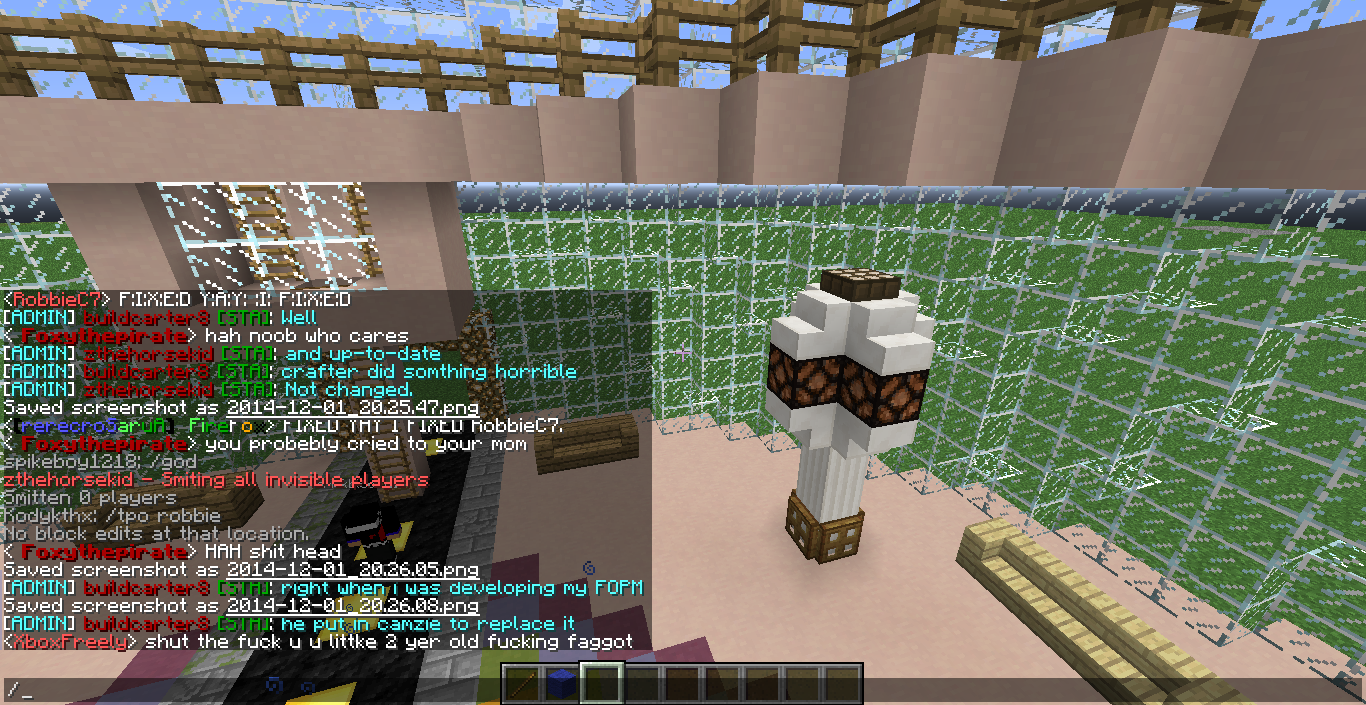 <RobbieC7> F:I:X:E:D Y:A:Y: :I: F:I:X:E:D
[ADMIN] buildcarter8 [STA]: Well
< Foxythepirate> hah noob who cares
[ADMIN] zthehorsekid [STA]: and up-to-date
[ADMIN] buildcarter8 [STA]: crafter did somthing horrible
[ADMIN] zthehorsekid [STA]: Not changed.
Saved screenshot as 2014-12-01_20.25.47.png
FIXED YAY I FIXED RobbieC7.
< Foxythepirate> you probebly cried to your mom
spikeboy1218: /god
zthehorsekid - Smiting all invisible players
Smitten 0 players
Kodykthx: /tpo robbie
No block edits at that location.
< Foxythepirate> HAH shit head
Saved screenshot as 2014-12-01_20.26.05.png
[ADMIN] buildcarter8 [STA]: right when i was developing my FOPM
Saved screenshot as 2014-12-01_20.26.08.png
[ADMIN] buildcarter8 [STA]: he put in camzie to replace it
<XboxFreely> shut the fuck u u littke 2 yer old fucking faggot
/_